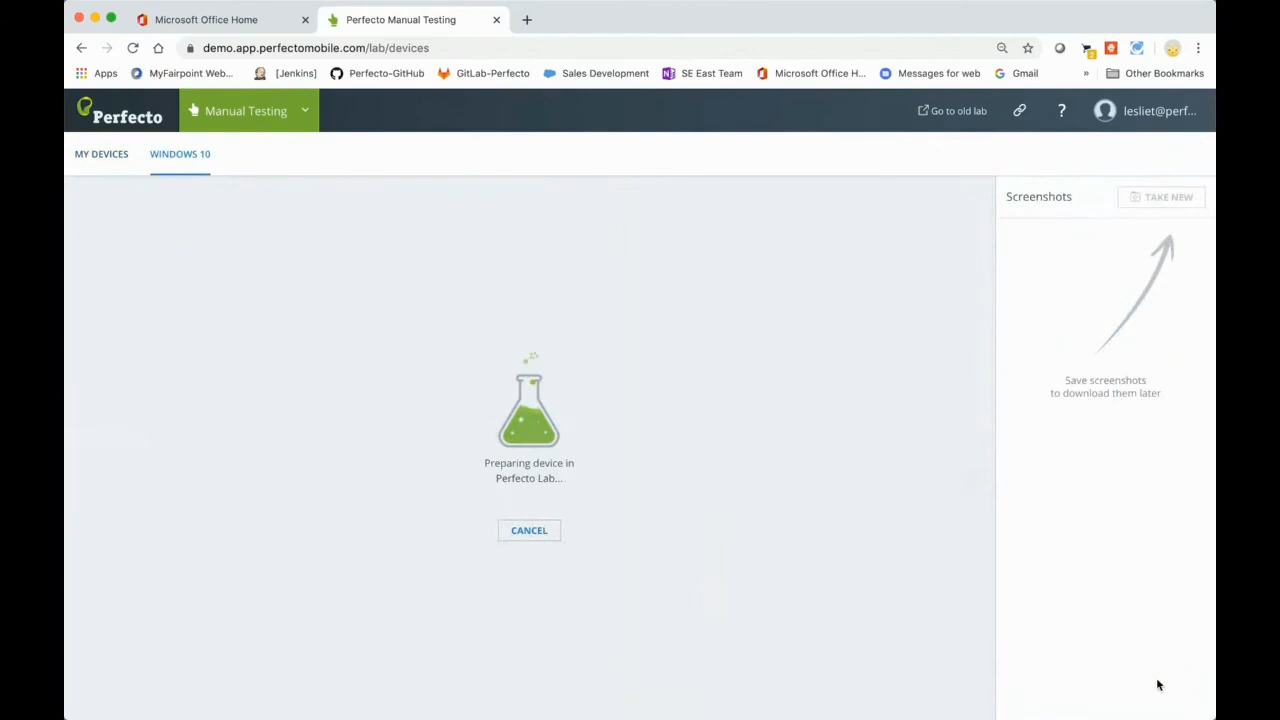 Microsoft Office Home
Perfecto Manual Testing
demo.app.perfectomobile.com/lab/devices
Apps
MyFairpoint Web...
[Jenkins]
Perfecto-GitHub
GitLab-Perfecto
Sales Development
SE East Team
Microsoft Office H...
Messages for web
Gmail
»
Other Bookmarks
Perfecto
Manual Testing
Go to old lab
?
lesliet@perf...
MY DEVICES
WINDOWS 10
Screenshots
TAKE NEW
Save screenshots
to download them later
Preparing device in
Perfecto Lab...
CANCEL